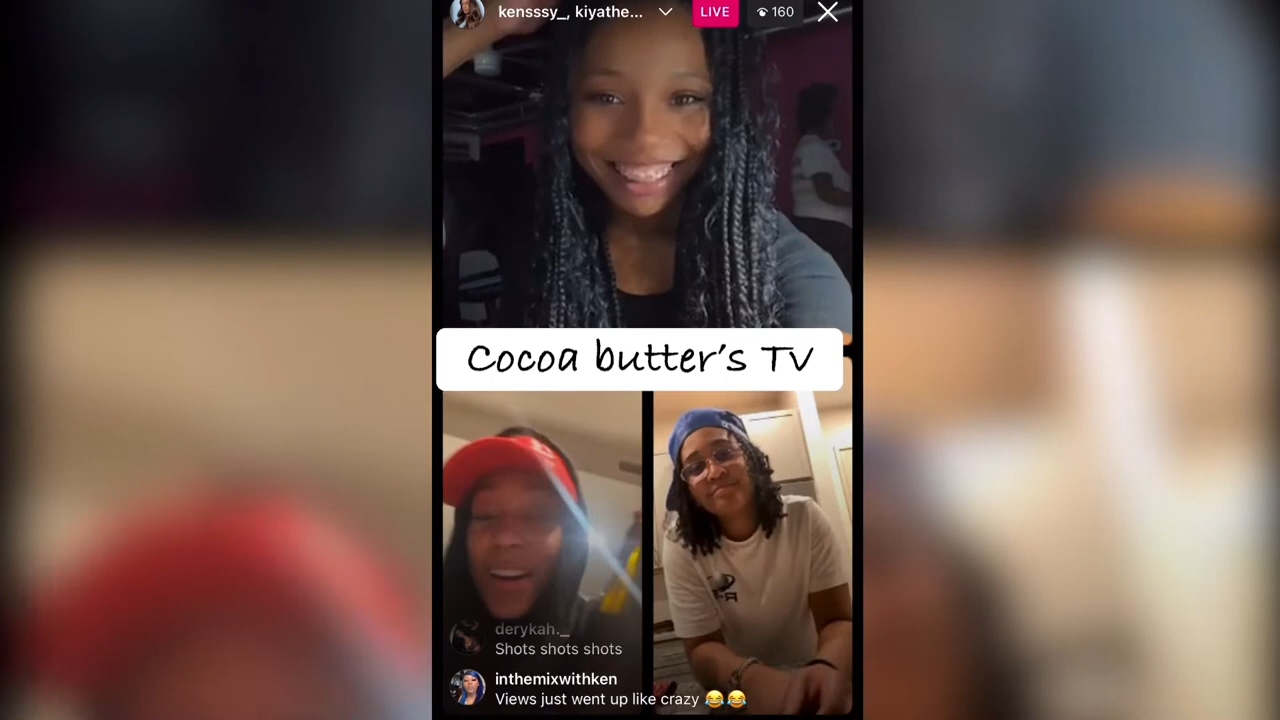 kensssy_, kiyathe...
LIVE
160
Cocoa butter's TV
derykah._
Shots shots shots
inthemixwithken
Views just went up like crazy 😂😂